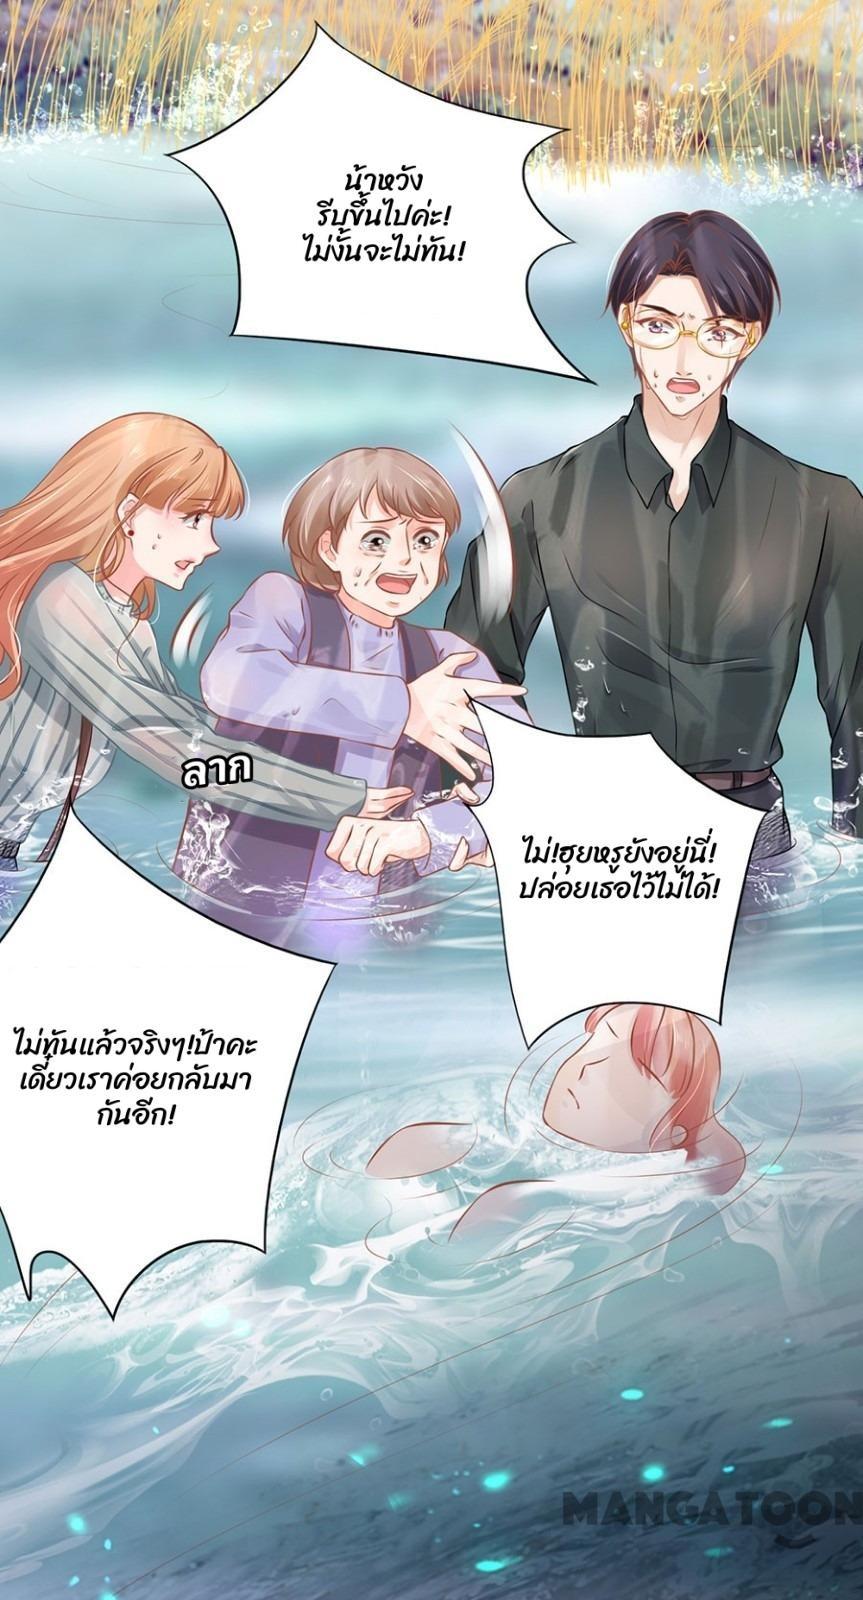 น้าหวัง
รีบขึ้นไปค่ะ!
ไม่งั้นจะไม่ทัน!
ลาก
ไม่!ฮุยหรูยังอยู่นี่!
ปล่อยเธอไว้ไม่ได้!
ไม่ทันแล้วจริงๆ!ป้าคะ
เดี๋ยวเราค่อยกลับมา
กันอีก!
MANGATOON